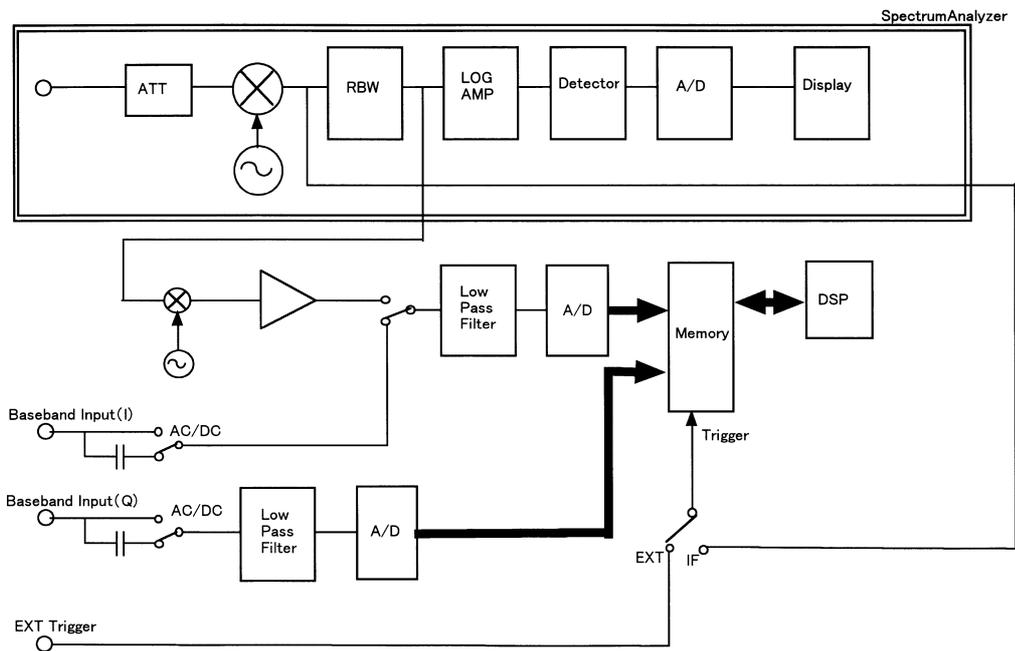 SpectrumAnalyzer
ATT
RBW
LOG
AMP
Detector
A/D
Display
Low
Pass
Filter
A/D
Memory
DSP
Baseband Input(I)
AC/DC
Trigger
Baseband Input(Q)
AC/DC
Low
Pass
Filter
A/D
EXT
IF
EXT Trigger